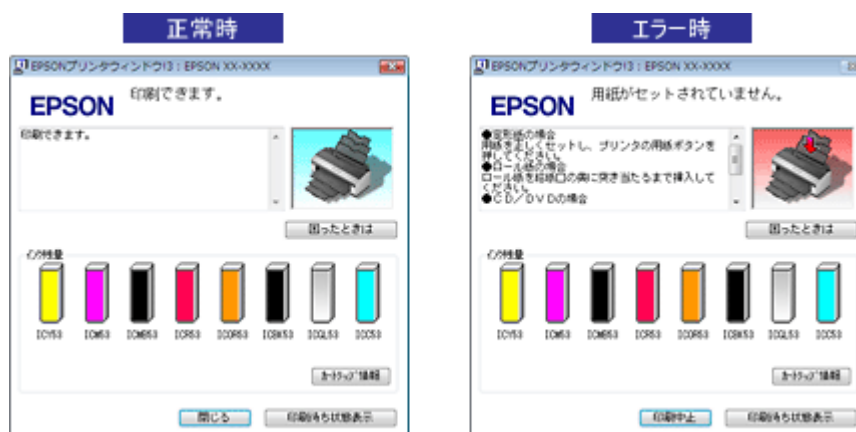 正常時
EPSONプリンタウィンドウ!3 : EPSON XX-XXXX
EPSON
印刷できます。
印刷できます。
困ったときは
インク残量
ICY53
ICM53
ICMB53
ICR53
ICOR53
ICBK53
ICGL53
ICC53
カートリッジ情報
閉じる
印刷待ち状態表示
エラー時
EPSONプリンタウィンドウ!3 : EPSON XX-XXXX
EPSON
用紙がセットされていません。
●定形紙の場合
用紙を正しくセットし、プリンタの用紙ボタンを
押してください。
●ロール紙の場合
ロール紙を給紙口の奥に突き当たるまで挿入して
ください。
●CD/DVDの場合
困ったときは
インク残量
ICY53
ICM53
ICMB53
ICR53
ICOR53
ICBK53
ICGL53
ICC53
カートリッジ情報
印刷中止
印刷待ち状態表示